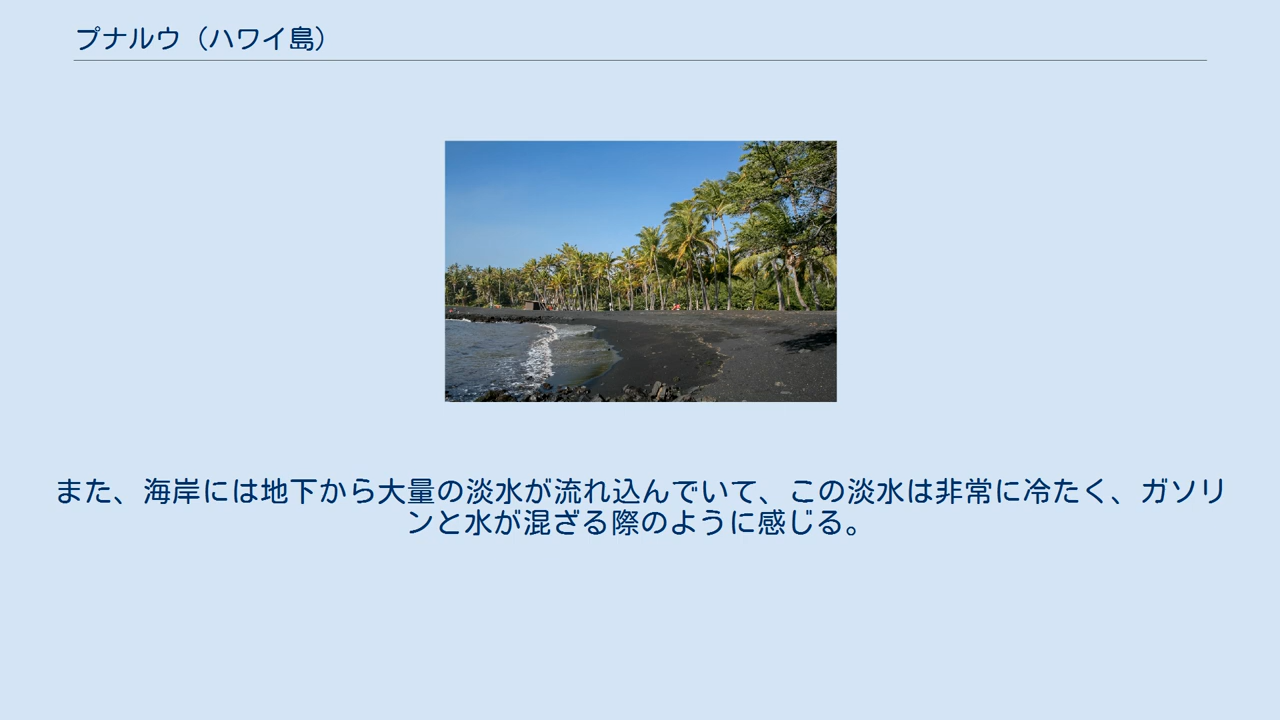 プナルウ（ハワイ島）
また、海岸には地下から大量の淡水が流れ込んでいて、この淡水は非常に冷たく、ガソリ
ンと水が混ざる際のように感じる。